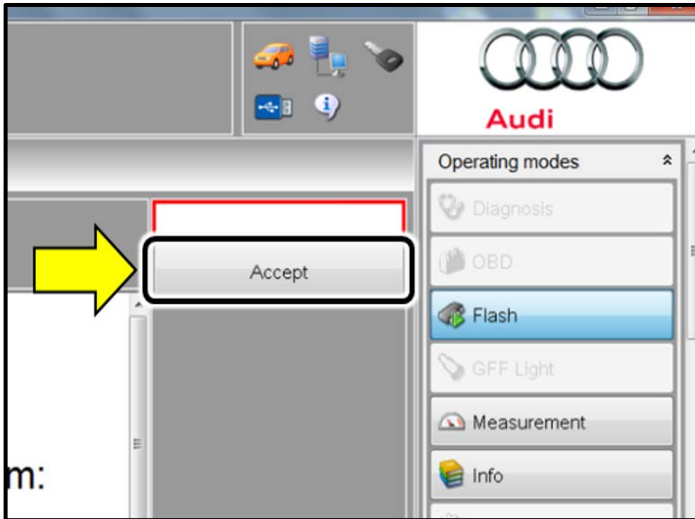 Audi
Operating modes
Diagnosis
OBD
Accept
Flash
GFF Light
Measurement
m:
Info